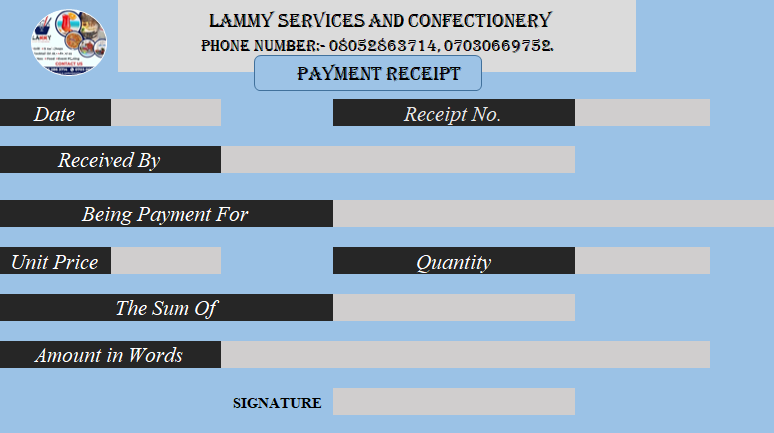 LAMMY SERVICES AND CONFECTIONERY
PHONE NUMBER:- 08052863714, 07030669752.
LAMMY
CONTACT US
PAYMENT RECEIPT
Date
Receipt No.
Received By
Being Payment For
Unit Price
Quantity
The Sum Of
Amount in Words
SIGNATURE